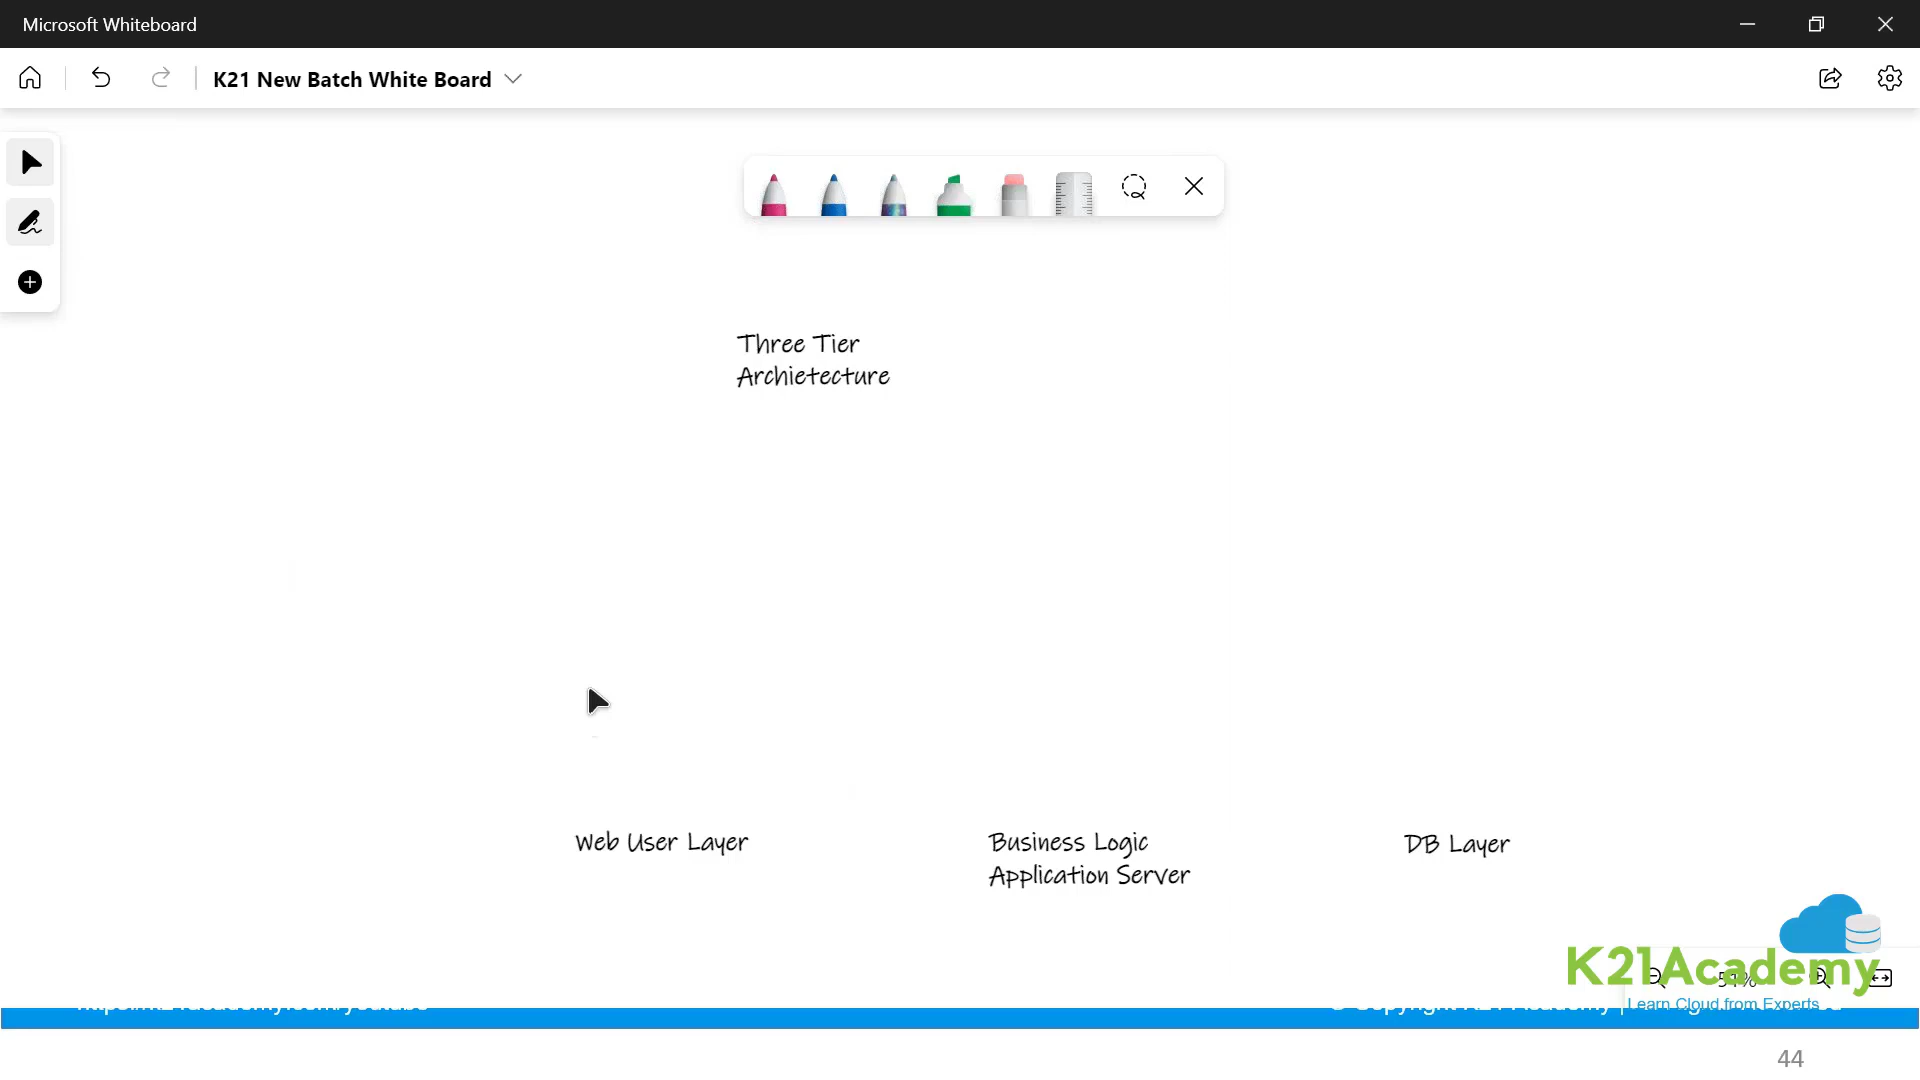 Microsoft Whiteboard
K21 New Batch White Board
Three Tier
Archietecture
Web User Layer
Business Logic
Application Server
DB Layer
K21Academy
51%
Learn Cloud from Experts
44